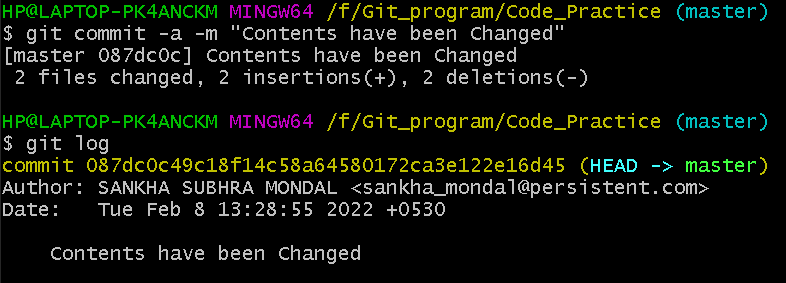 HP@LAPTOP-PK4ANCKM MINGW64 /f/Git_program/Code_Practice (master)
$ git commit -a -m "Contents have been Changed"
[master 087dc0c] Contents have been Changed
 2 files changed, 2 insertions(+), 2 deletions(-)

HP@LAPTOP-PK4ANCKM MINGW64 /f/Git_program/Code_Practice (master)
$ git log
commit 087dc0c49c18f14c58a64580172ca3e122e16d45 (HEAD -> master)
Author: SANKHA SUBHRA MONDAL <sankha_mondal@persistent.com>
Date:   Tue Feb 8 13:28:55 2022 +0530

    Contents have been Changed